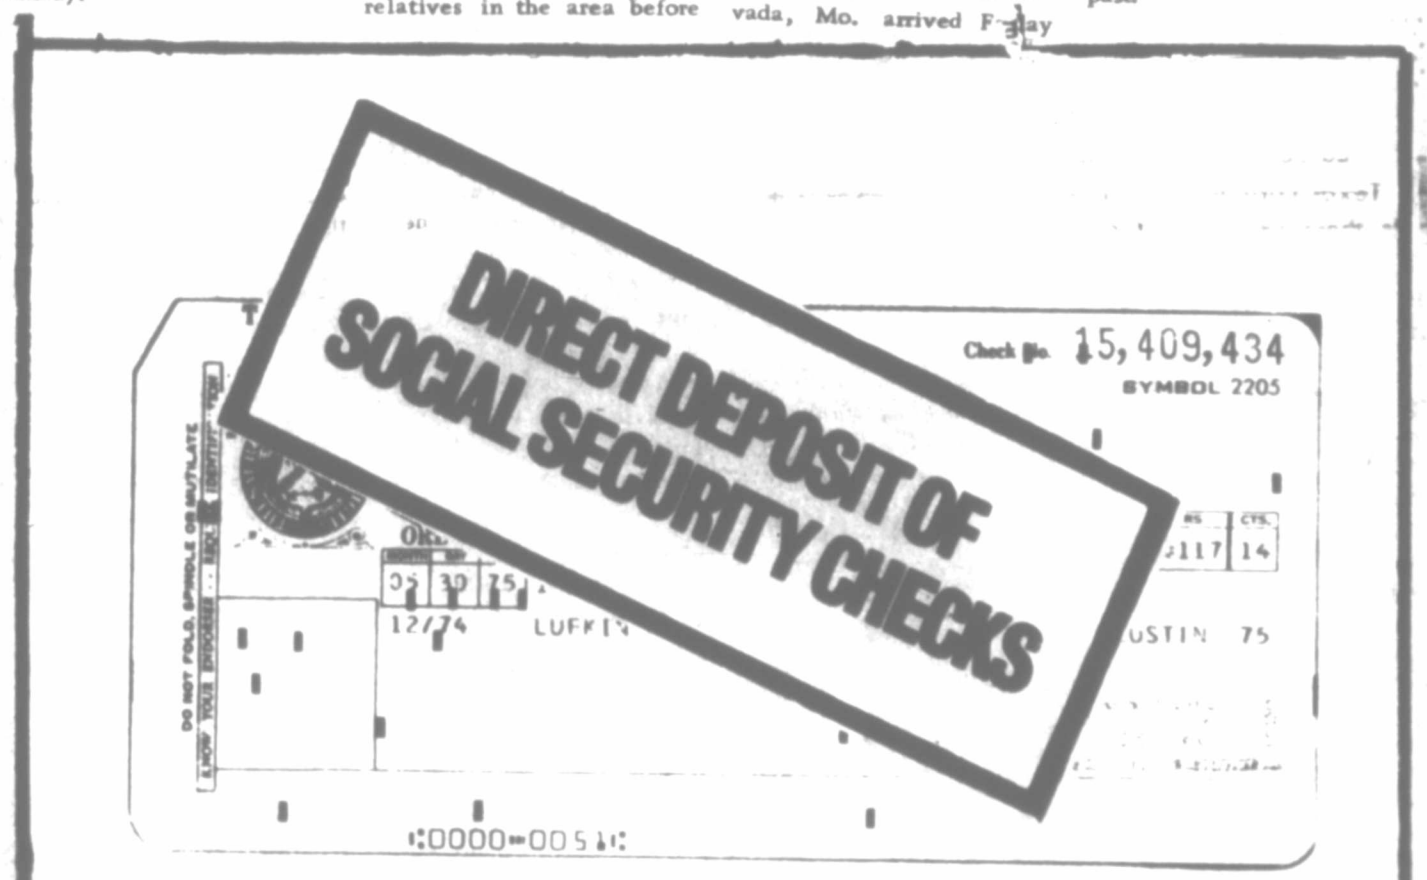 relatives in the area before
vada, Mo. arrived
DIRECT DEPOSIT OF
SOCIAL SECURITY CHECKS
Check No. 15,409,434
SYMBOL 2205
DO NOT FOLD, SPINDLE OR MUTILATE
KNOW YOUR ENDORSER
CTS.
117 14
30 75
12/74 LUFKIN
USTIN 75
⑆0000⑉0051⑆